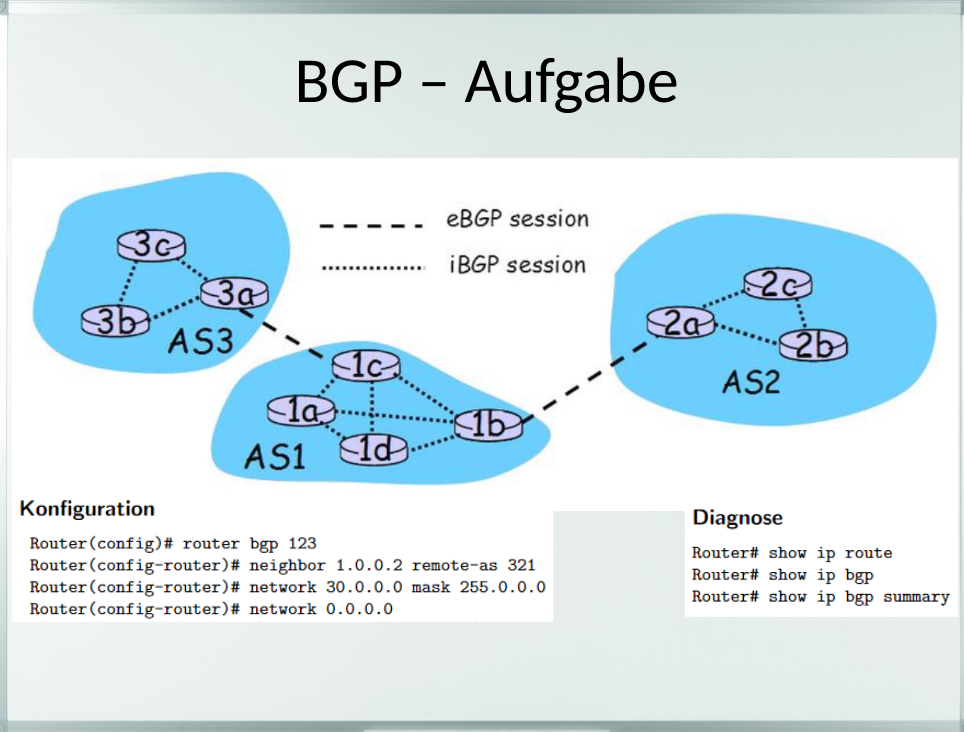 BGP – Aufgabe
eBGP session
iBGP session
3c
3a
3b
AS3
2c
2a
2b
AS2
1c
1a
1b
1d
AS1
Konfiguration
Router(config)# router bgp 123
Router(config-router)# neighbor 1.0.0.2 remote-as 321
Router(config-router)# network 30.0.0.0 mask 255.0.0.0
Router(config-router)# network 0.0.0.0
Diagnose
Router# show ip route
Router# show ip bgp
Router# show ip bgp summary